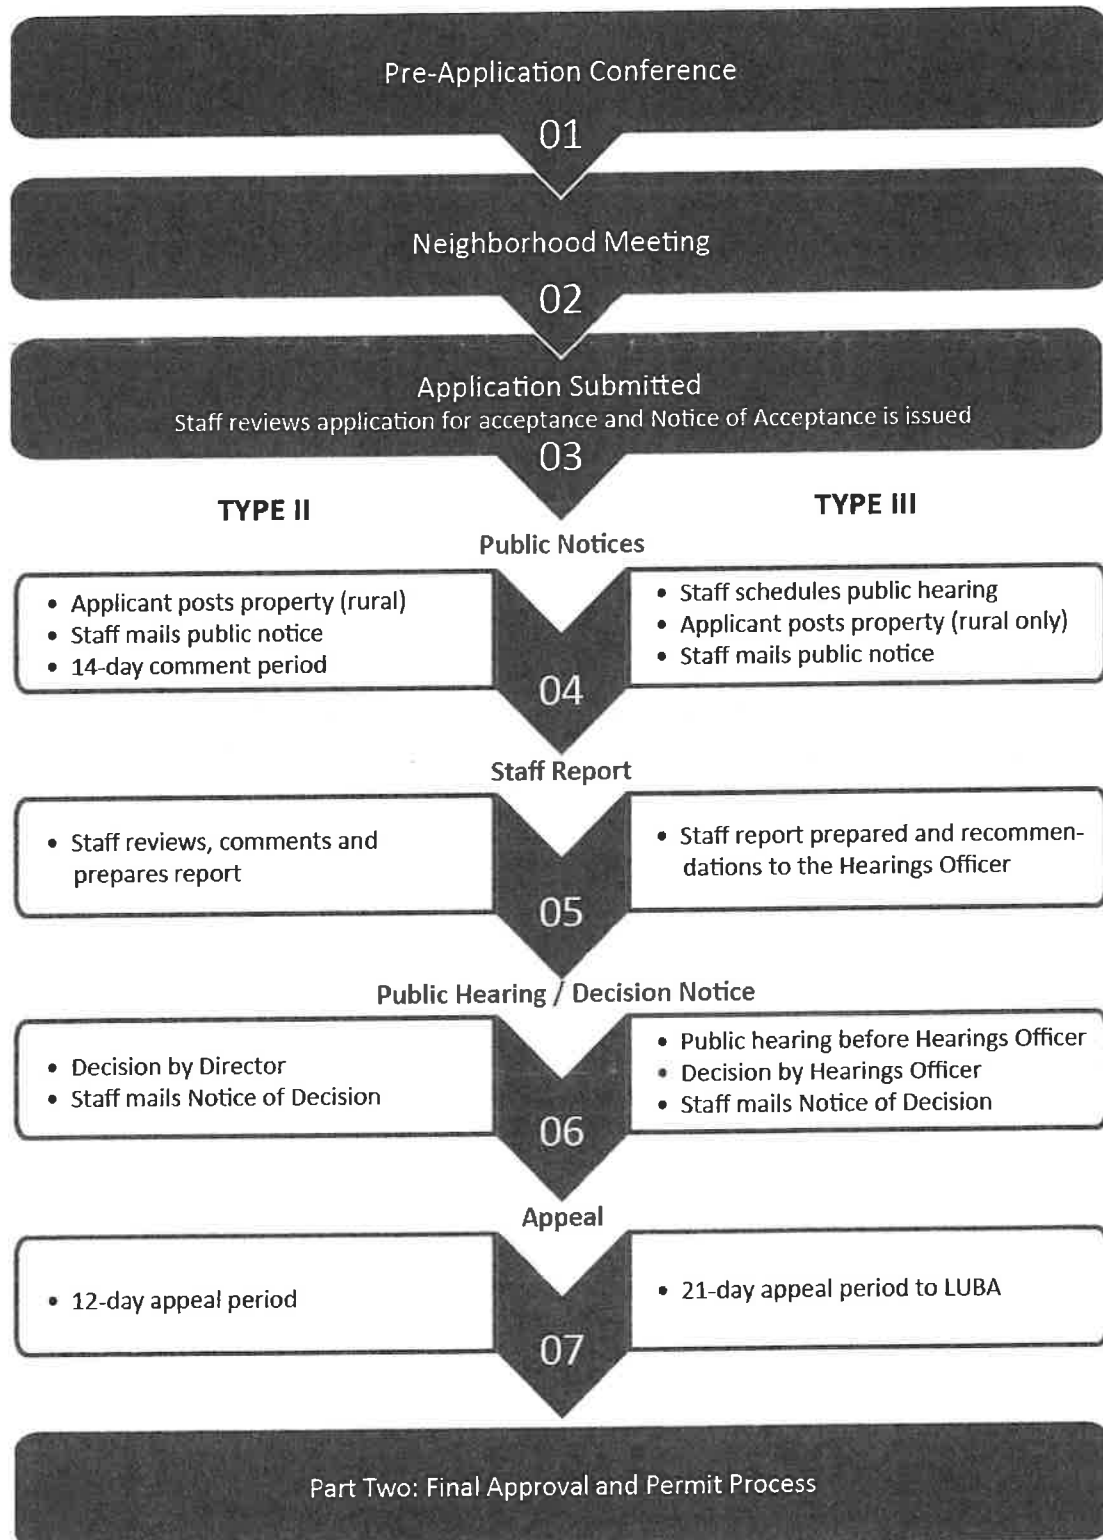 Pre-Application Conference
01
Neighborhood Meeting
02
Application Submitted
Staff reviews application for acceptance and Notice of Acceptance is issued
03
TYPE II
TYPE III
Public Notices
• Applicant posts property (rural)
• Staff mails public notice
• 14-day comment period
04
• Staff schedules public hearing
• Applicant posts property (rural only)
• Staff mails public notice
Staff Report
• Staff reviews, comments and
prepares report
05
• Staff report prepared and recommen-
dations to the Hearings Officer
Public Hearing / Decision Notice
• Decision by Director
• Staff mails Notice of Decision
06
• Public hearing before Hearings Officer
• Decision by Hearings Officer
• Staff mails Notice of Decision
Appeal
• 12-day appeal period
07
• 21-day appeal period to LUBA
Part Two: Final Approval and Permit Process